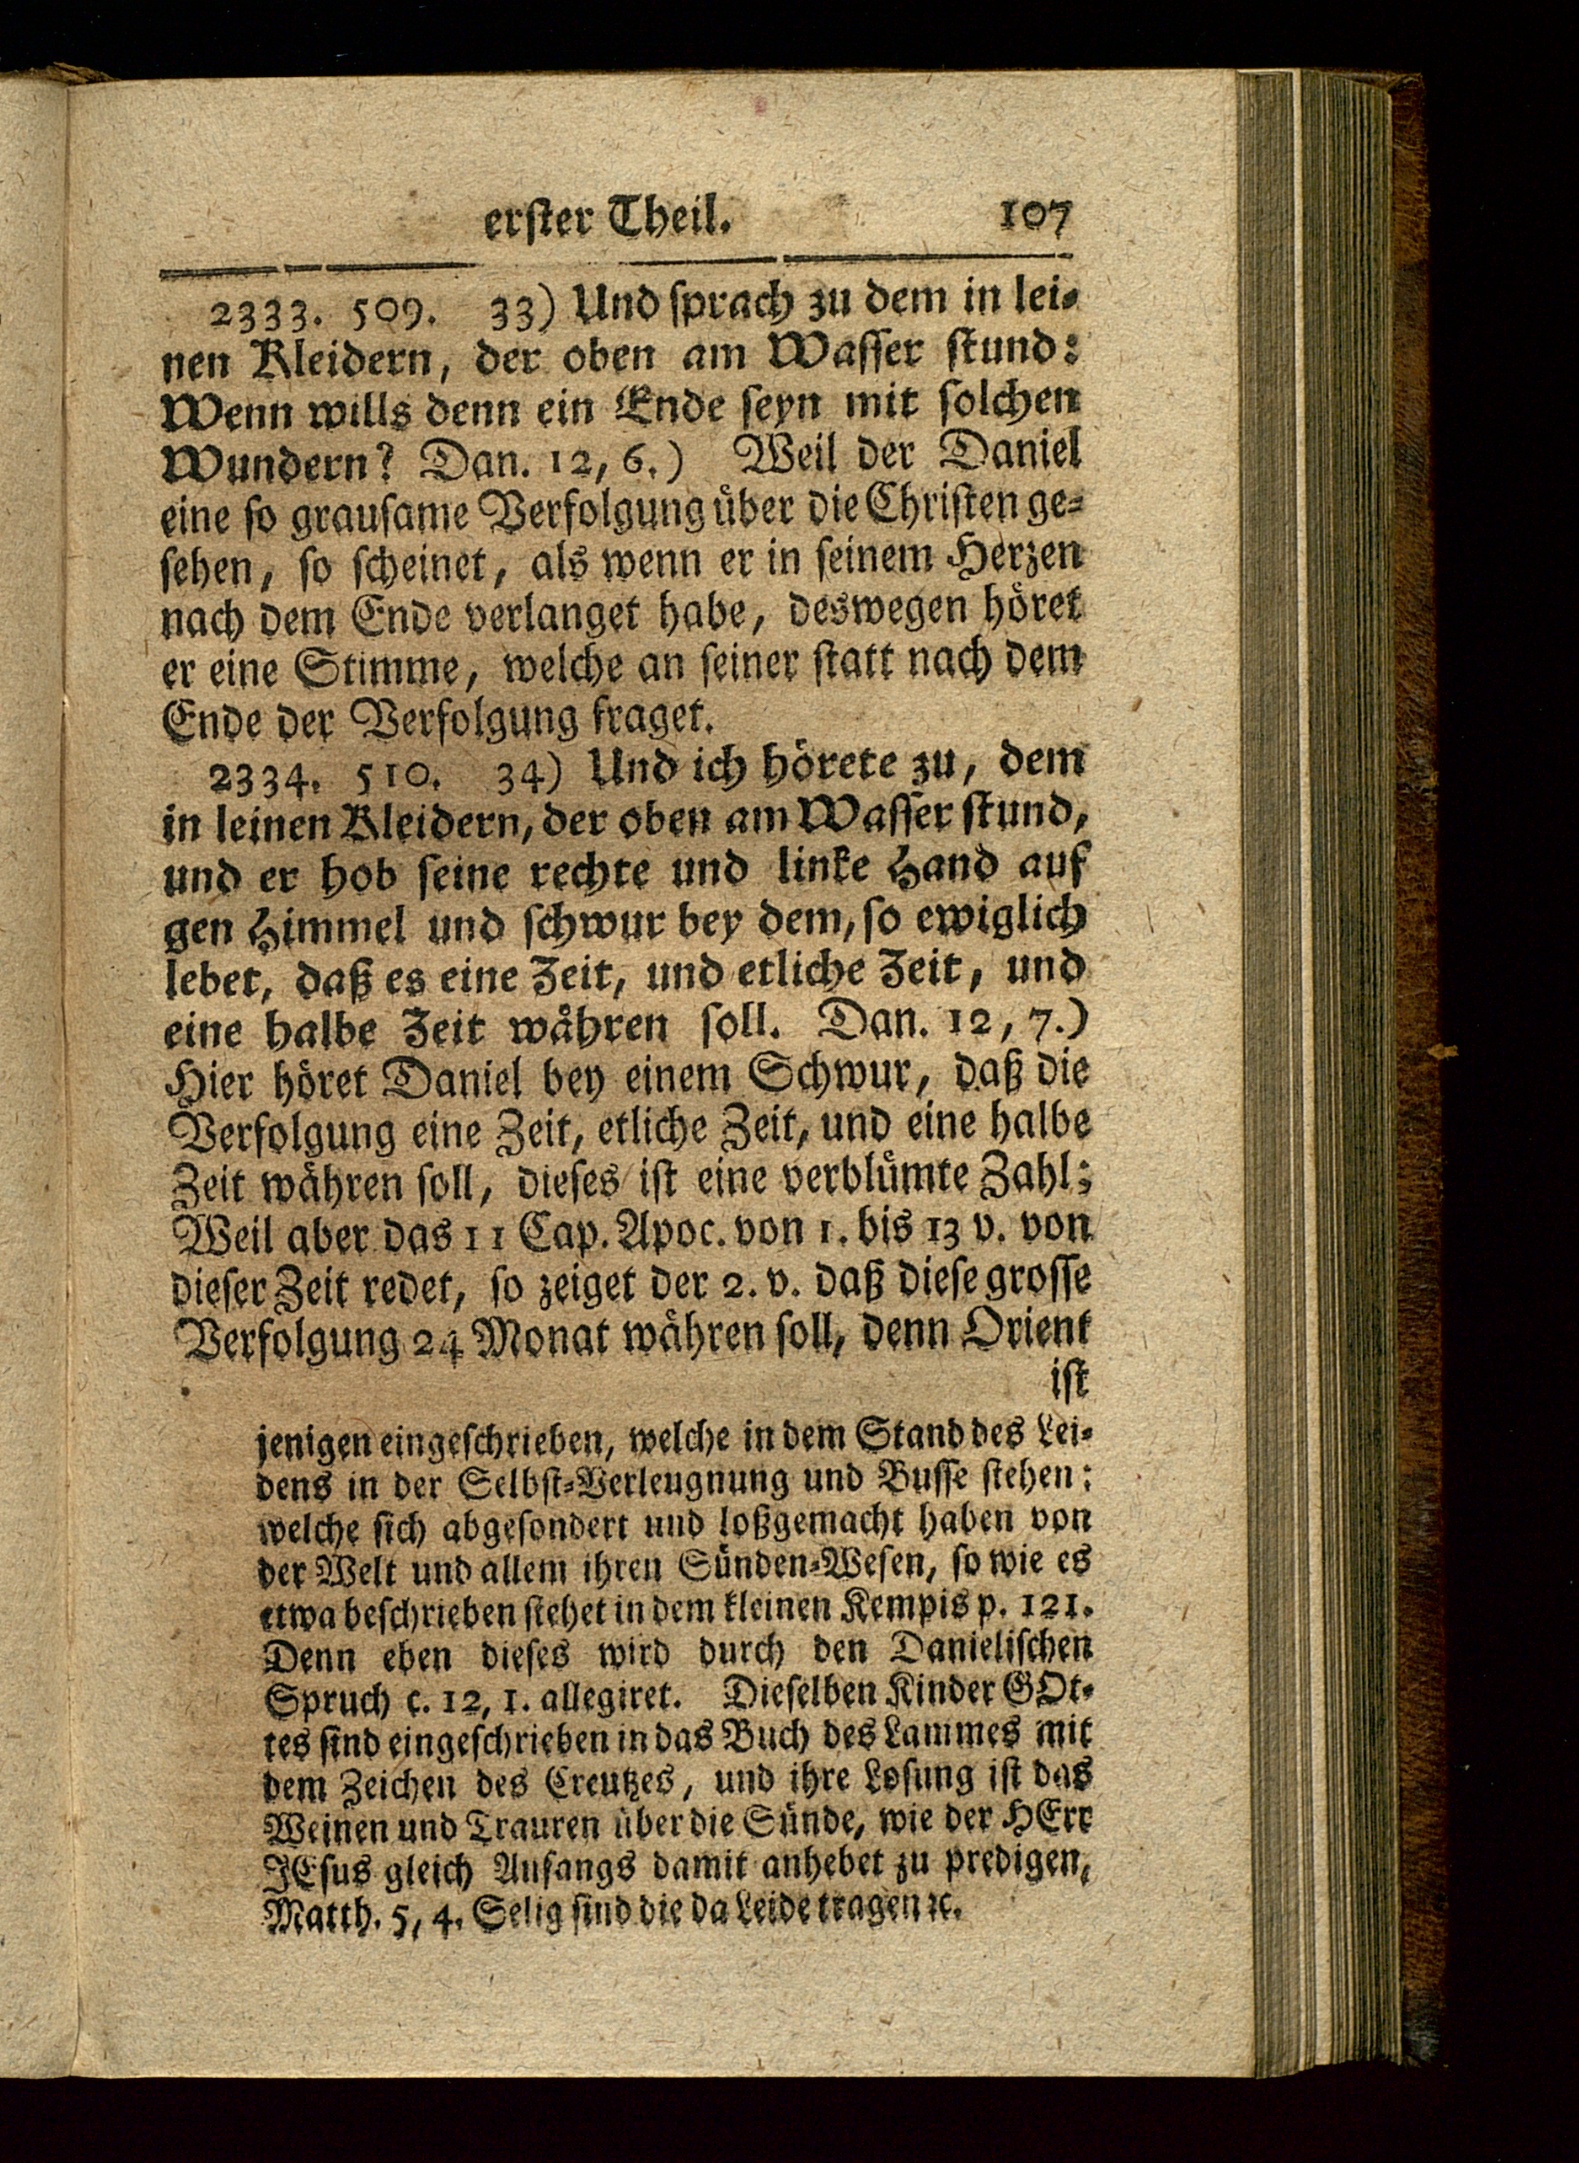 erster Theil. 107
2333. 509. 33) Und sprach zu dem in lei-
nen Kleidern, der oben am Wasser stund:
Wenn wills denn ein Ende seyn mit solchen
Wundern? Dan. 12, 6.) Weil der Daniel
eine so grausame Verfolgung über die Christen ge-
sehen, so scheinet, als wenn er in seinem Herzen
nach dem Ende verlanget habe, deswegen höret
er eine Stimme, welche an seiner statt nach dem
Ende der Verfolgung fraget.
2334. 510. 34) Und ich hörete zu, dem
in leinen Kleidern, der oben am Wasser stund,
und er hob seine rechte und linke Hand auf
gen Himmel und schwur bey dem, so ewiglich
lebet, daß es eine Zeit, und etliche Zeit, und
eine halbe Zeit währen soll. Dan. 12, 7.)
Hier höret Daniel bey einem Schwur, daß die
Verfolgung eine Zeit, etliche Zeit, und eine halbe
Zeit währen soll, dieses ist eine verblümte Zahl;
Weil aber das 11 Cap. Apoc. von 1. bis 13 v. von
dieser Zeit redet, so zeiget der 2. v. daß diese grosse
Verfolgung 24 Monat währen soll, denn Orient
ist
jenigen eingeschrieben, welche in dem Stand des Lei-
dens in der Selbst-Verleugnung und Busse stehen;
welche sich abgesondert und loßgemacht haben von
der Welt und allem ihren Sünden-Wesen, so wie es
etwa beschrieben stehet in dem kleinen Kempis p. 121.
Denn eben dieses wird durch den Danielischen
Spruch c. 12, 1. allegiret. Dieselben Kinder GOt-
tes sind eingeschrieben in das Buch des Lammes mit
dem Zeichen des Creutzes, und ihre Losung ist das
Weinen und Trauren über die Sünde, wie der HErr
JEsus gleich Anfangs damit anhebet zu predigen,
Matth. 5, 4. Selig sind die da Leide tragen ꝛc.